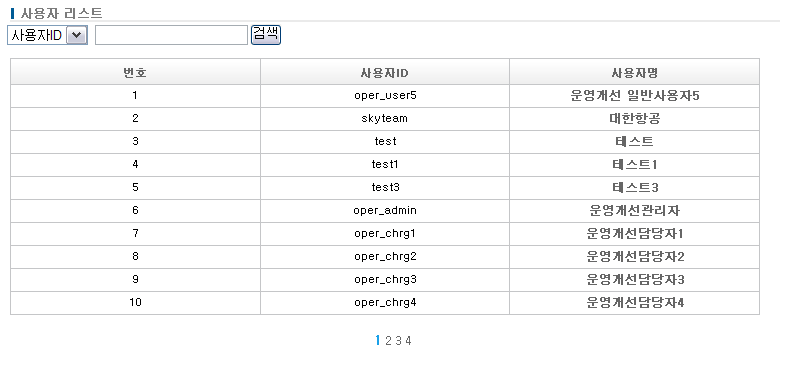 사용자 리스트
사용자ID 검색
번호 사용자ID 사용자명
1 oper_user5 운영개선 일반사용자5
2 skyteam 대한항공
3 test 테스트
4 test1 테스트1
5 test3 테스트3
6 oper_admin 운영개선관리자
7 oper_chrg1 운영개선담당자1
8 oper_chrg2 운영개선담당자2
9 oper_chrg3 운영개선담당자3
10 oper_chrg4 운영개선담당자4
1 2 3 4